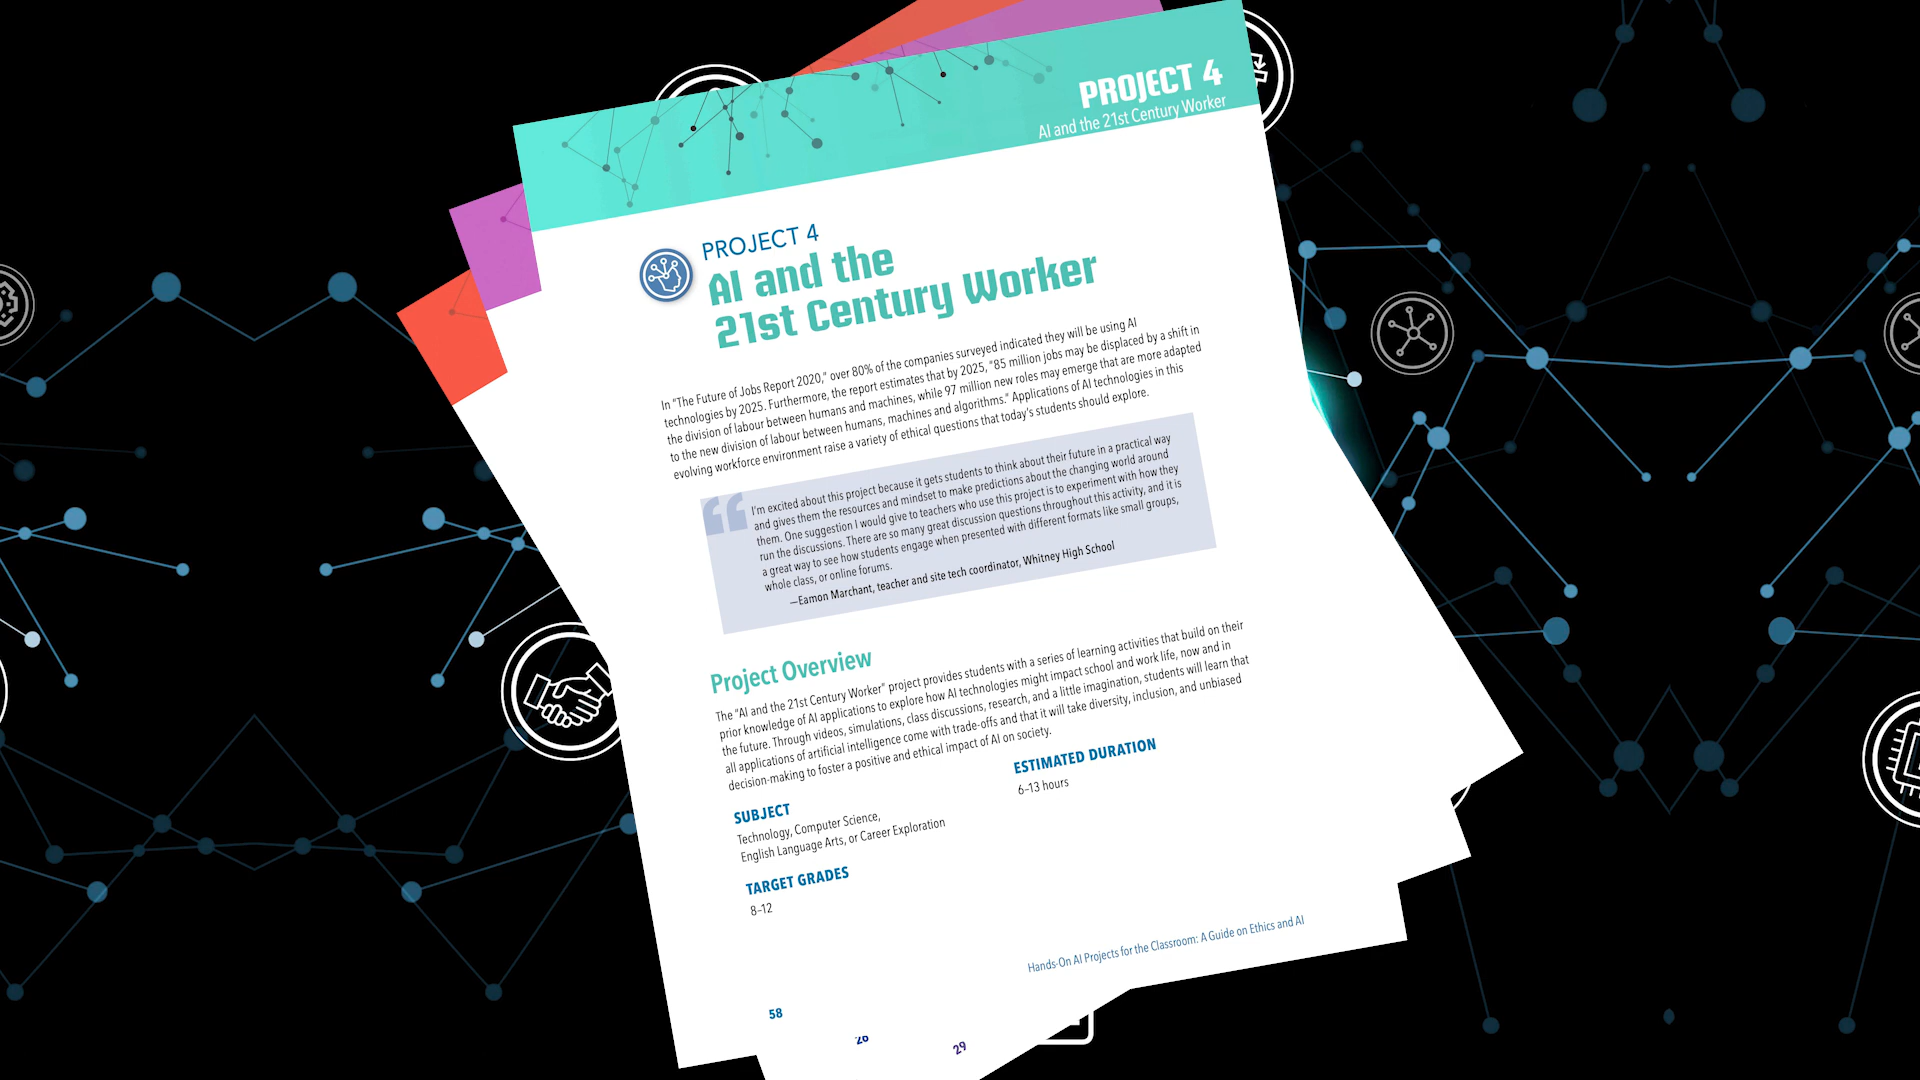 PROJECT 4
AI and the 21st Century Worker
PROJECT 4
AI and the
21st Century Worker
In “The Future of Jobs Report 2020,” over 80% of the companies surveyed indicated they will be using AI
technologies by 2025. Furthermore, the report estimates that by 2025, “85 million jobs may be displaced by a shift in
the division of labour between humans and machines, while 97 million new roles may emerge that are more adapted
to the new division of labour between humans, machines and algorithms.” Applications of AI technologies in this
evolving workforce environment raise a variety of ethical questions that today’s students should explore.
“
I’m excited about this project because it gets students to think about their future in a practical way
and gives them the resources and mindset to make predictions about the changing world around
them. One suggestion I would give to teachers who use this project is to experiment with how they
run the discussions. There are so many great discussion questions throughout this activity, and it is
a great way to see how students engage when presented with different formats like small groups,
whole class, or online forums.
—Eamon Marchant, teacher and site tech coordinator, Whitney High School
Project Overview
The “AI and the 21st Century Worker” project provides students with a series of learning activities that build on their
prior knowledge of AI applications to explore how AI technologies might impact school and work life, now and in
the future. Through videos, simulations, class discussions, research, and a little imagination, students will learn that
all applications of artificial intelligence come with trade-offs and that it will take diversity, inclusion, and unbiased
decision-making to foster a positive and ethical impact of AI on society.
SUBJECT
Technology, Computer Science,
English Language Arts, or Career Exploration
TARGET GRADES
8–12
ESTIMATED DURATION
6–13 hours
Hands-On AI Projects for the Classroom: A Guide on Ethics and AI
58
29